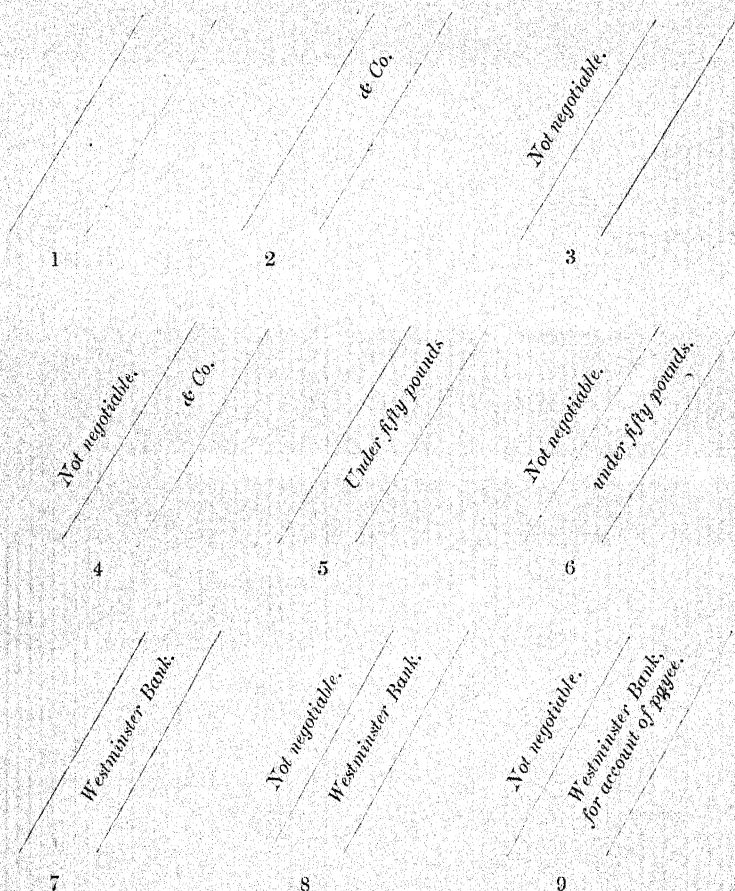 & Co.
Not negotiable.
1
2
3
Not negotiable.
& Co.
Under fifty pounds
Not negotiable.
under fifty pounds.
4
5
6
Westminster Bank.
Not negotiable.
Westminster Bank.
Not negotiable.
Westminster Bank,
for account of payee.
7
8
9